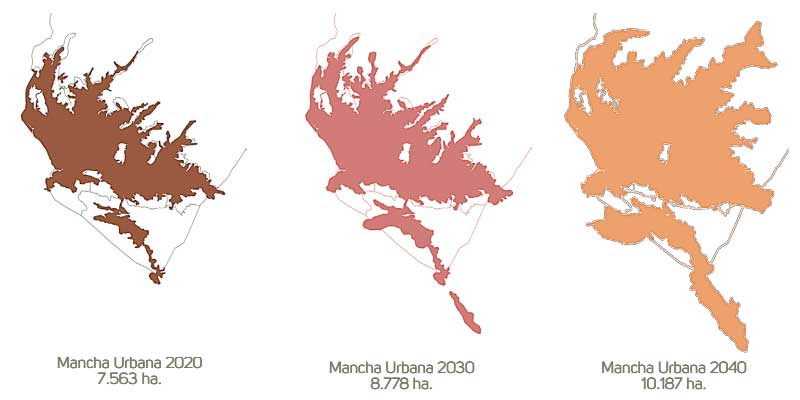 Mancha Urbana 2020
7.563 ha.
Mancha Urbana 2030
8.778 ha.
Mancha Urbana 2040
10.187 ha.